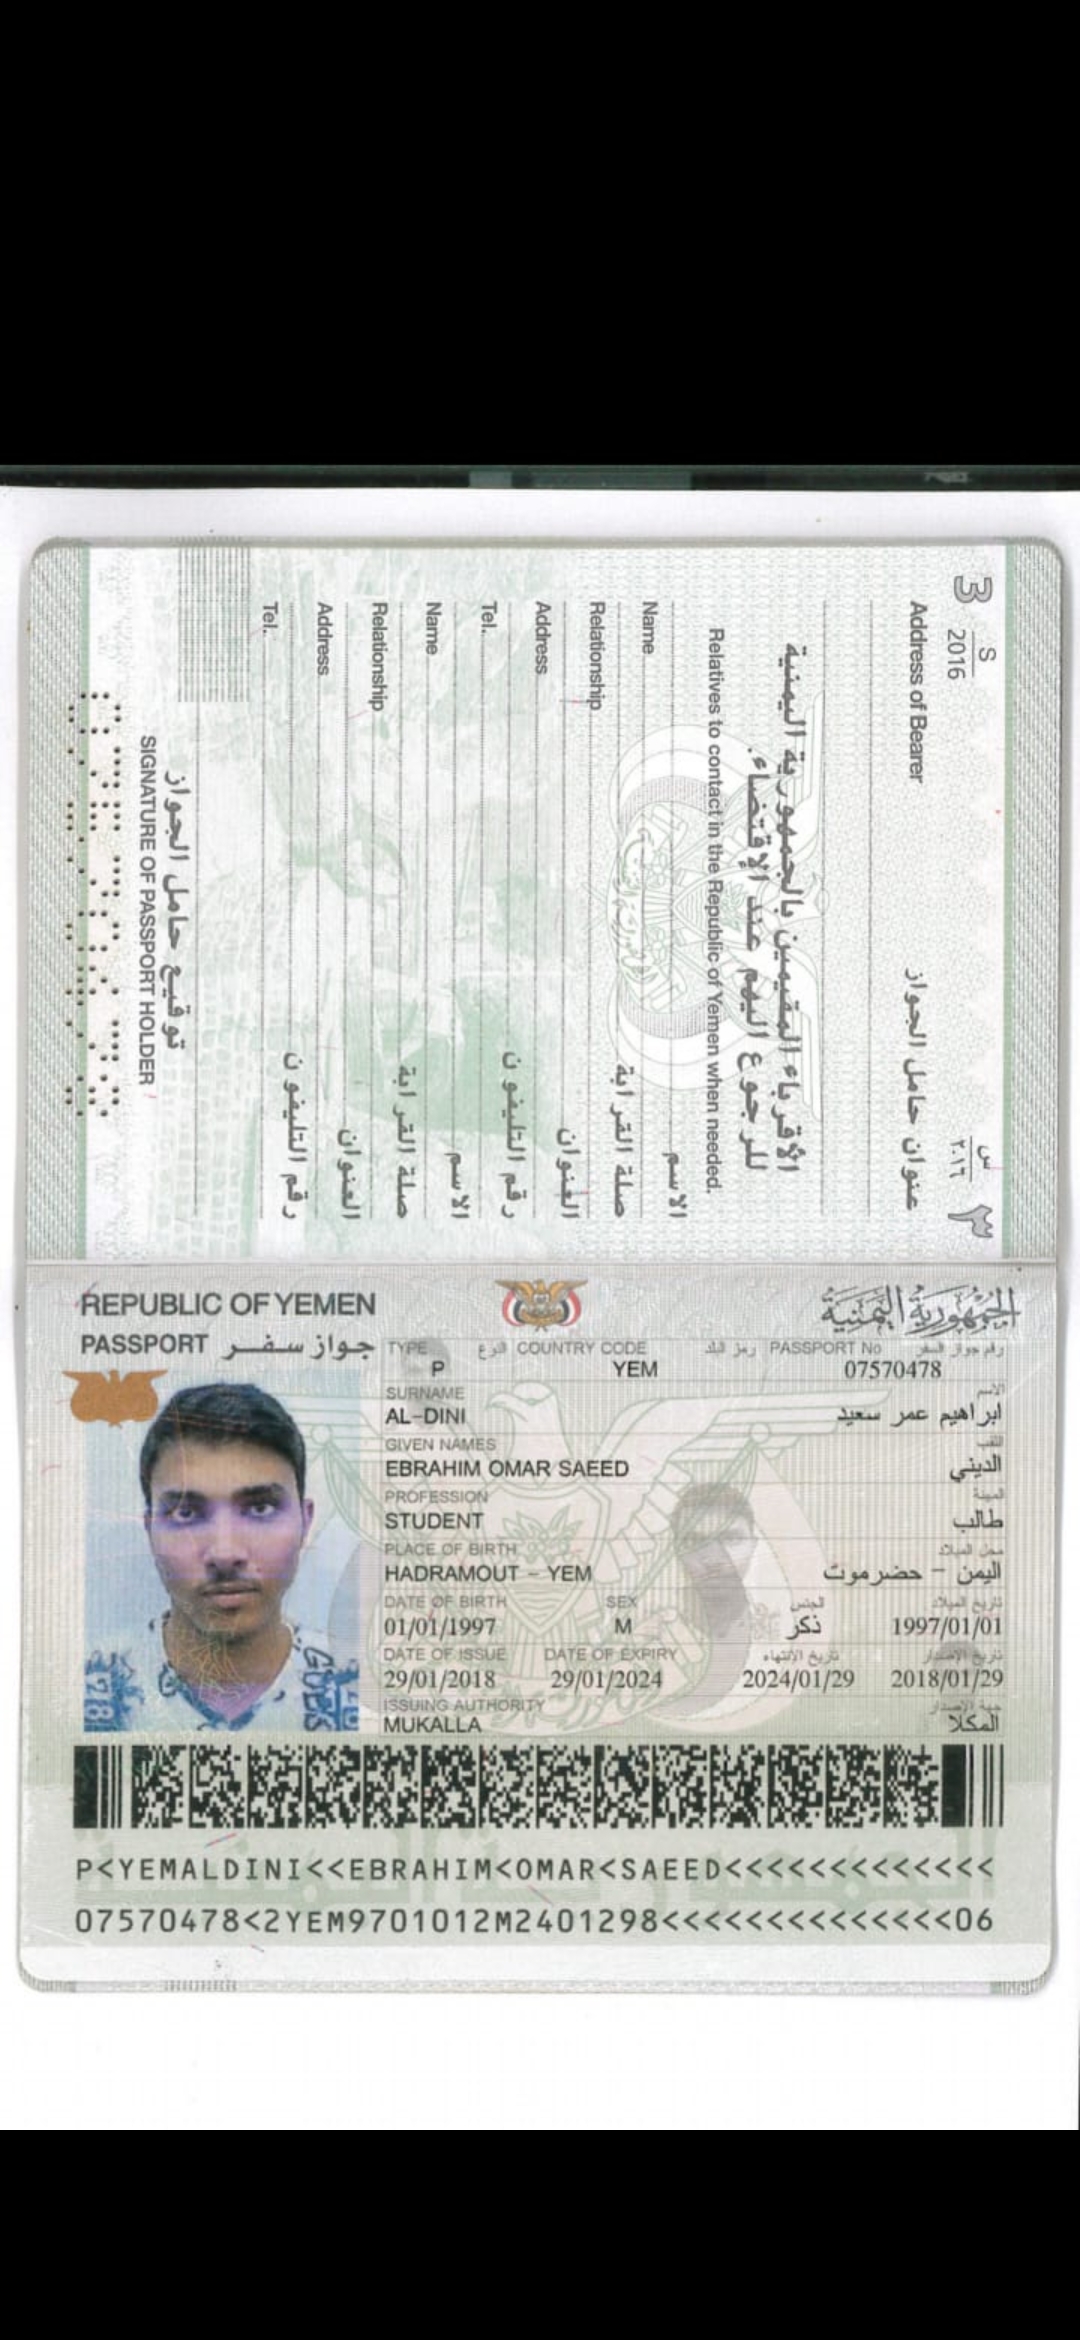 3
S
2016
س
٢٠١٦
٣
Address of Bearer
عنوان حامل الجواز
الأقرباء المقيمين بالجمهورية اليمنية
للرجوع اليهم عند الإقتضاء.
Relatives to contact in the Republic of Yemen when needed.
Name الاسم
Relationship صلة القرابة
Address العنوان
Tel. رقم التليفون
Name الاسم
Relationship صلة القرابة
Address العنوان
Tel. رقم التليفون
توقيع حامل الجواز
SIGNATURE OF PASSPORT HOLDER
REPUBLIC OF YEMEN الجمهورية اليمنية
PASSPORT جواز سفر
TYPE النوع COUNTRY CODE رمز البلد PASSPORT No رقم جواز السفر
P YEM 07570478
SURNAME الاسم
AL-DINI ابراهيم عمر سعيد
GIVEN NAMES اللقب
EBRAHIM OMAR SAEED الديني
PROFESSION المهنة
STUDENT طالب
PLACE OF BIRTH محل الميلاد
HADRAMOUT - YEM اليمن - حضرموت
DATE OF BIRTH SEX الجنس تاريخ الميلاد
01/01/1997 M ذكر 1997/01/01
DATE OF ISSUE DATE OF EXPIRY تاريخ الانتهاء تاريخ الاصدار
29/01/2018 29/01/2024 2024/01/29 2018/01/29
ISSUING AUTHORITY جهة الاصدار
MUKALLA المكلا
P<YEMALDINI<<EBRAHIM<OMAR<SAEED<<<<<<<<<<<<<
07570478<2YEM9701012M2401298<<<<<<<<<<<<<<06